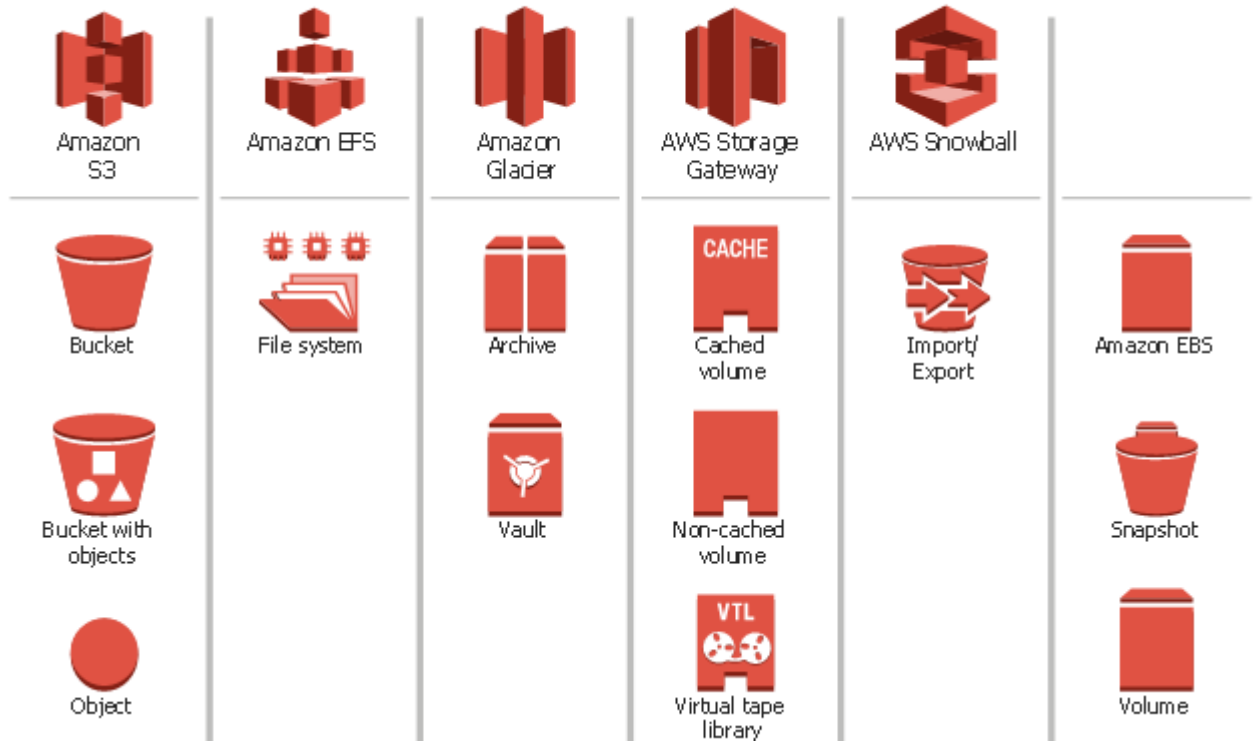 Amazon
S3
Amazon EFS
Amazon
Glacier
AWS Storage
Gateway
AWS Snowball
Bucket
File system
CACHE
Archive
Cached
volume
Import/
Export
Amazon EBS
Bucket with
objects
Vault
Non-cached
volume
Snapshot
Object
VTL
Virtual tape
library
Volume